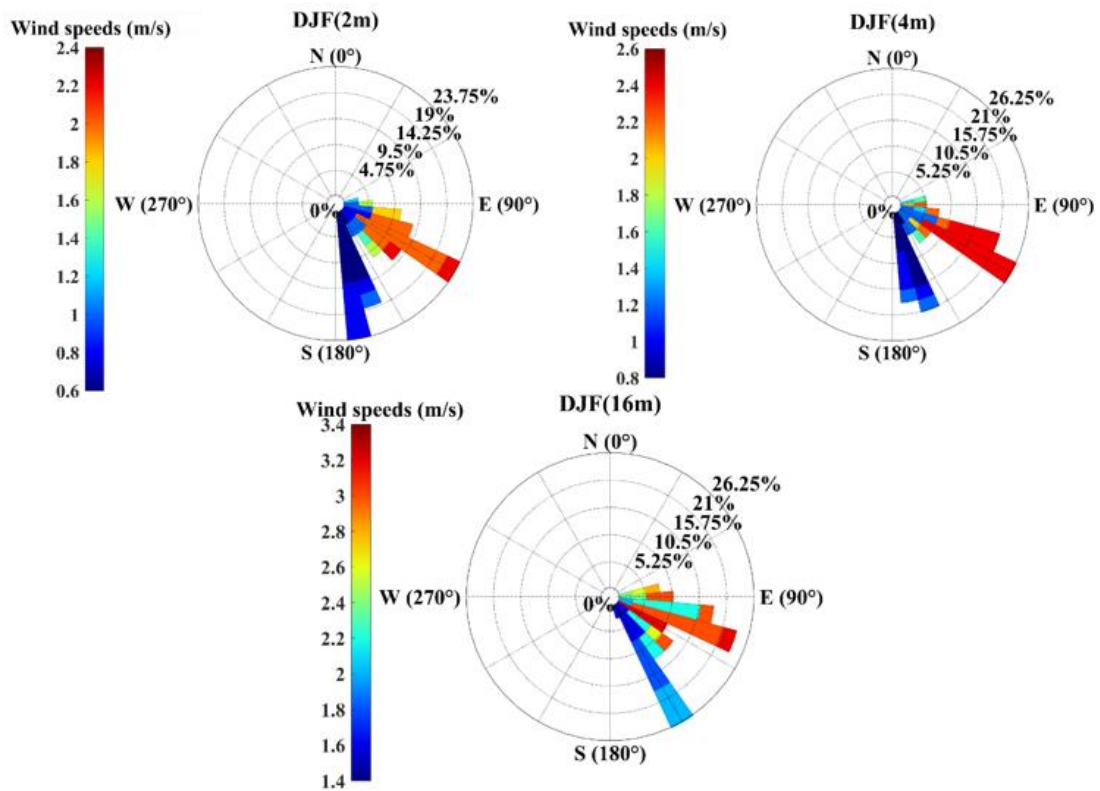 DJF(2m)
Wind speeds (m/s)
2.4
2.2
2
1.8
1.6
1.4
1.2
1
0.8
0.6
N (0°)
23.75%
19%
14.25%
9.5%
4.75%
0%
W (270°)
E (90°)
S (180°)
DJF(4m)
Wind speeds (m/s)
2.6
2.4
2.2
2
1.8
1.6
1.4
1.2
1
0.8
N (0°)
26.25%
21%
15.75%
10.5%
5.25%
0%
W (270°)
E (90°)
S (180°)
DJF(16m)
Wind speeds (m/s)
3.4
3.2
3
2.8
2.6
2.4
2.2
2
1.8
1.6
1.4
N (0°)
26.25%
21%
15.75%
10.5%
5.25%
0%
W (270°)
E (90°)
S (180°)